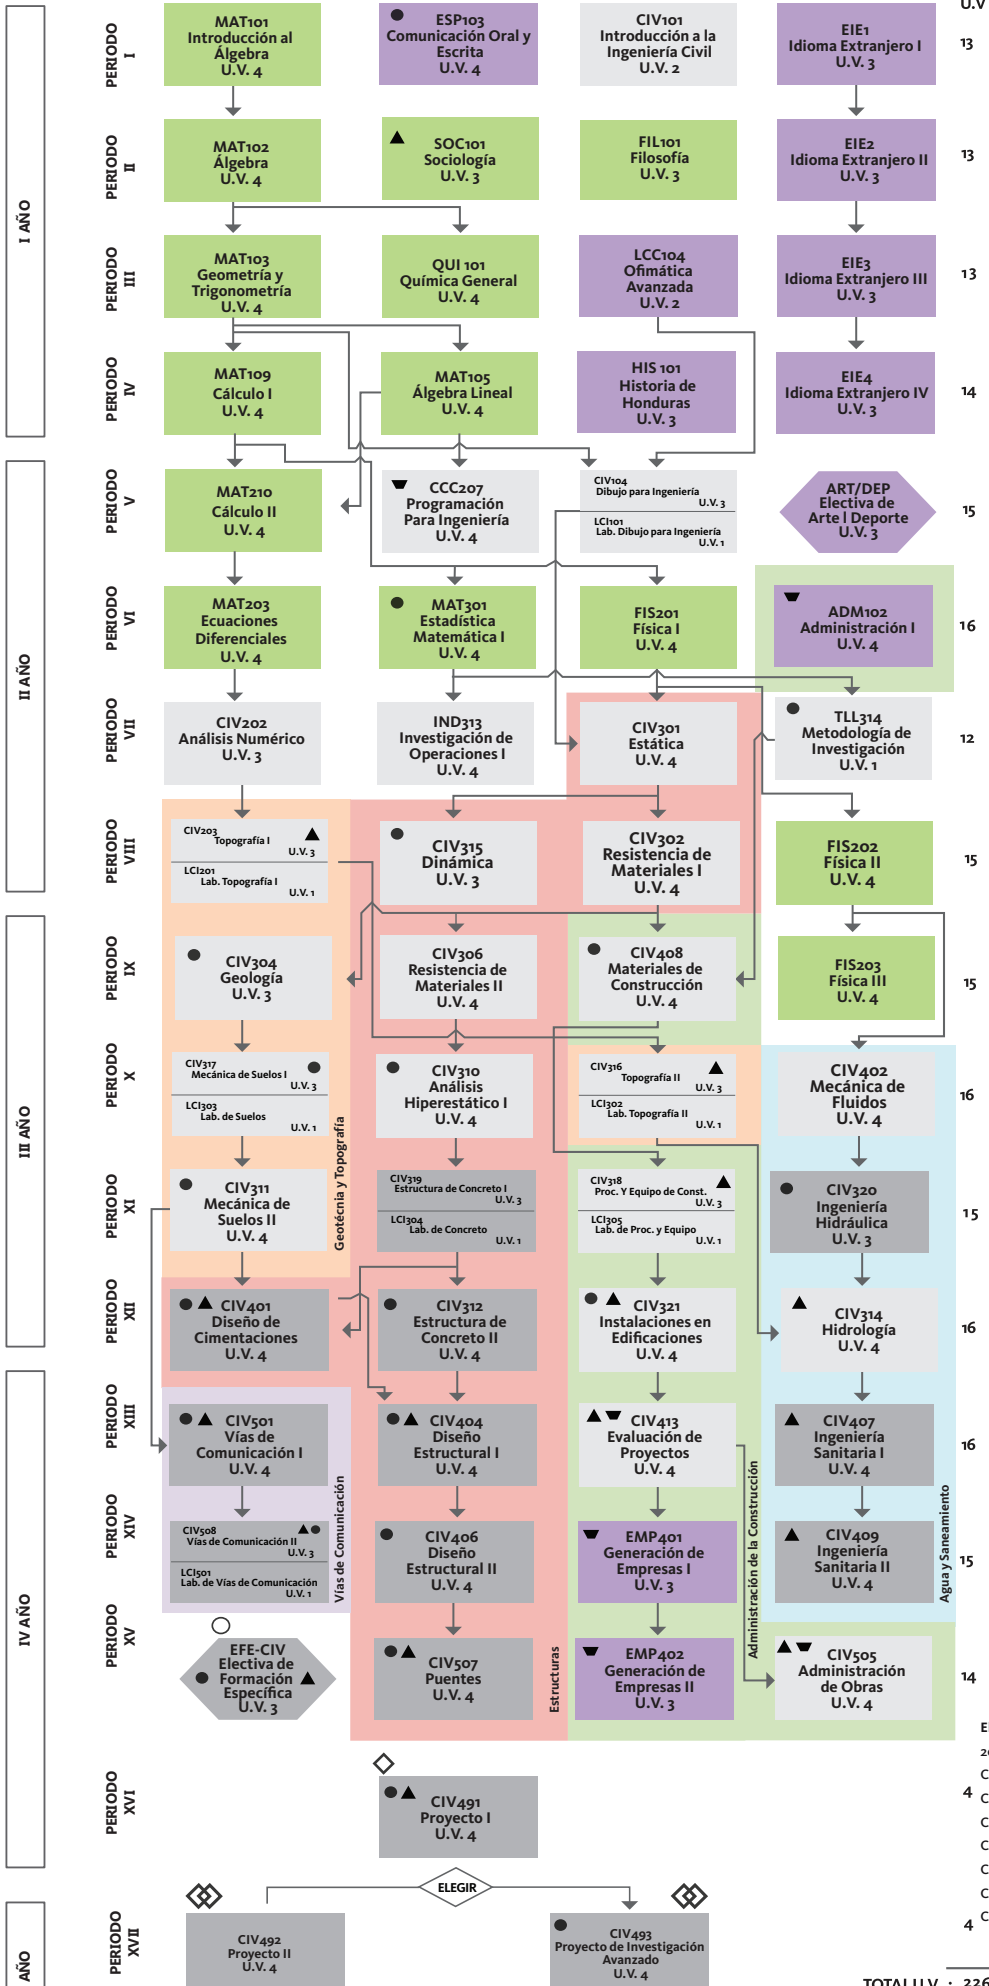 U.V
PERIODO I
MAT101
Introducción al
Álgebra
U.V. 4
ESP103
Comunicación Oral y
Escrita
U.V. 4
CIV101
Introducción a la
Ingeniería Civil
U.V. 2
EIE1
Idioma Extranjero I
U.V. 3
13
I AÑO
PERIODO II
MAT102
Álgebra
U.V. 4
SOC101
Sociología
U.V. 3
FIL101
Filosofía
U.V. 3
EIE2
Idioma Extranjero II
U.V. 3
13
PERIODO III
MAT103
Geometría y
Trigonometría
U.V. 4
QUI 101
Química General
U.V. 4
LCC104
Ofimática
Avanzada
U.V. 2
EIE3
Idioma Extranjero III
U.V. 3
13
PERIODO IV
MAT109
Cálculo I
U.V. 4
MAT105
Álgebra Lineal
U.V. 4
HIS 101
Historia de
Honduras
U.V. 3
EIE4
Idioma Extranjero IV
U.V. 3
14
II AÑO
PERIODO V
MAT210
Cálculo II
U.V. 4
CCC207
Programación
Para Ingeniería
U.V. 4
CIV104
Dibujo para Ingeniería
U.V. 3
LCI101
Lab. Dibujo para Ingeniería
U.V. 1
ART/DEP
Electiva de
Arte | Deporte
U.V. 3
15
PERIODO VI
MAT203
Ecuaciones
Diferenciales
U.V. 4
MAT301
Estadística
Matemática I
U.V. 4
FIS201
Física I
U.V. 4
ADM102
Administración I
U.V. 4
16
PERIODO VII
CIV202
Análisis Numérico
U.V. 3
IND313
Investigación de
Operaciones I
U.V. 4
CIV301
Estática
U.V. 4
TLL314
Metodología de
Investigación
U.V. 1
12
PERIODO VIII
CIV203
Topografía I
U.V. 3
LCI201
Lab. Topografía I
U.V. 1
CIV315
Dinámica
U.V. 3
CIV302
Resistencia de
Materiales I
U.V. 4
FIS202
Física II
U.V. 4
15
III AÑO
PERIODO IX
CIV304
Geología
U.V. 3
CIV306
Resistencia de
Materiales II
U.V. 4
CIV408
Materiales de
Construcción
U.V. 4
FIS203
Física III
U.V. 4
15
PERIODO X
CIV317
Mecánica de Suelos I
U.V. 3
LCI303
Lab. de Suelos
U.V. 1
CIV310
Análisis
Hiperestático I
U.V. 4
CIV316
Topografía II
U.V. 3
LCI302
Lab. Topografía II
U.V. 1
CIV402
Mecánica de
Fluidos
U.V. 4
16
Geotécnia y Topografía
PERIODO XI
CIV311
Mecánica de
Suelos II
U.V. 4
CIV319
Estructura de Concreto I
U.V. 3
LCI304
Lab. de Concreto
U.V. 1
CIV318
Proc. Y Equipo de Const.
U.V. 3
LCI305
Lab. de Proc. y Equipo
U.V. 1
CIV320
Ingeniería
Hidráulica
U.V. 3
15
PERIODO XII
CIV401
Diseño de
Cimentaciones
U.V. 4
CIV312
Estructura de
Concreto II
U.V. 4
CIV321
Instalaciones en
Edificaciones
U.V. 4
CIV314
Hidrología
U.V. 4
16
IV AÑO
PERIODO XIII
CIV501
Vías de
Comunicación I
U.V. 4
CIV404
Diseño
Estructural I
U.V. 4
CIV413
Evaluación de
Proyectos
U.V. 4
CIV407
Ingeniería
Sanitaria I
U.V. 4
16
Vías de Comunicación
Administración de la Construcción
Agua y Saneamiento
PERIODO XIV
CIV508
Vías de Comunicación II
U.V. 3
LCI501
Lab. de Vías de Comunicación
U.V. 1
CIV406
Diseño
Estructural II
U.V. 4
EMP401
Generación de
Empresas I
U.V. 3
CIV409
Ingeniería
Sanitaria II
U.V. 4
15
PERIODO XV
EFE-CIV
Electiva de
Formación
Específica
U.V. 3
CIV507
Puentes
U.V. 4
Estructuras
EMP402
Generación de
Empresas II
U.V. 3
CIV505
Administración
de Obras
U.V. 4
14
PERIODO XVI
CIV491
Proyecto I
U.V. 4
4
C
C
C
C
C
C
C
ELEGIR
AÑO
PERIODO XVII
CIV492
Proyecto II
U.V. 4
CIV493
Proyecto de Investigación
Avanzado
U.V. 4
4
TOTAL U.V. : 226